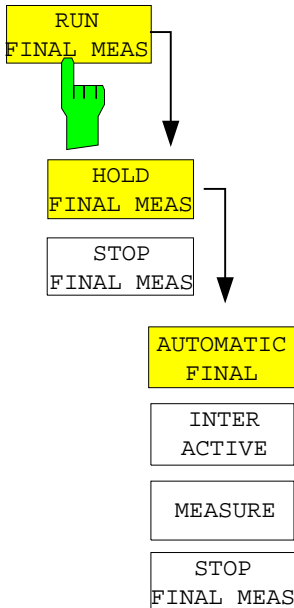 RUN
FINAL MEAS
HOLD
FINAL MEAS
STOP
FINAL MEAS
AUTOMATIC
FINAL
INTER
ACTIVE
MEASURE
STOP
FINAL MEAS